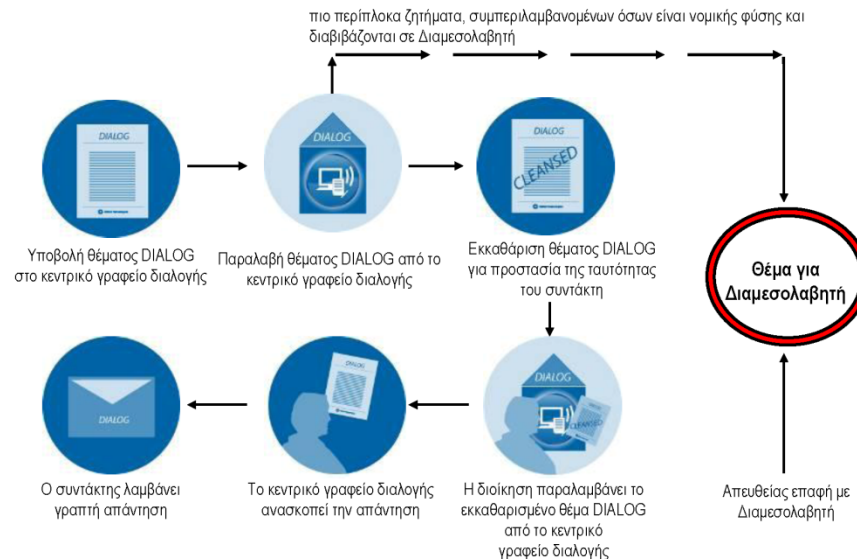 πιο περίπλοκα ζητήματα, συμπεριλαμβανομένων όσων είναι νομικής φύσης και
διαβιβάζονται σε Διαμεσολαβητή
DIALOG
DIALOG
DIALOG
CLEANSED
Υποβολή θέματος DIALOG
στο κεντρικό γραφείο διαλογής
Παραλαβή θέματος DIALOG από το
κεντρικό γραφείο διαλογής
Εκκαθάριση θέματος DIALOG
για προστασία της ταυτότητας
του συντάκτη
Θέμα για
Διαμεσολαβητή
DIALOG
DIALOG
CLEANSED
Ο συντάκτης λαμβάνει
γραπτή απάντηση
Το κεντρικό γραφείο διαλογής
ανασκοπεί την απάντηση
Η διοίκηση παραλαμβάνει το
εκκαθαρισμένο θέμα DIALOG
από το κεντρικό
γραφείο διαλογής
Απευθείας επαφή με
Διαμεσολαβητή